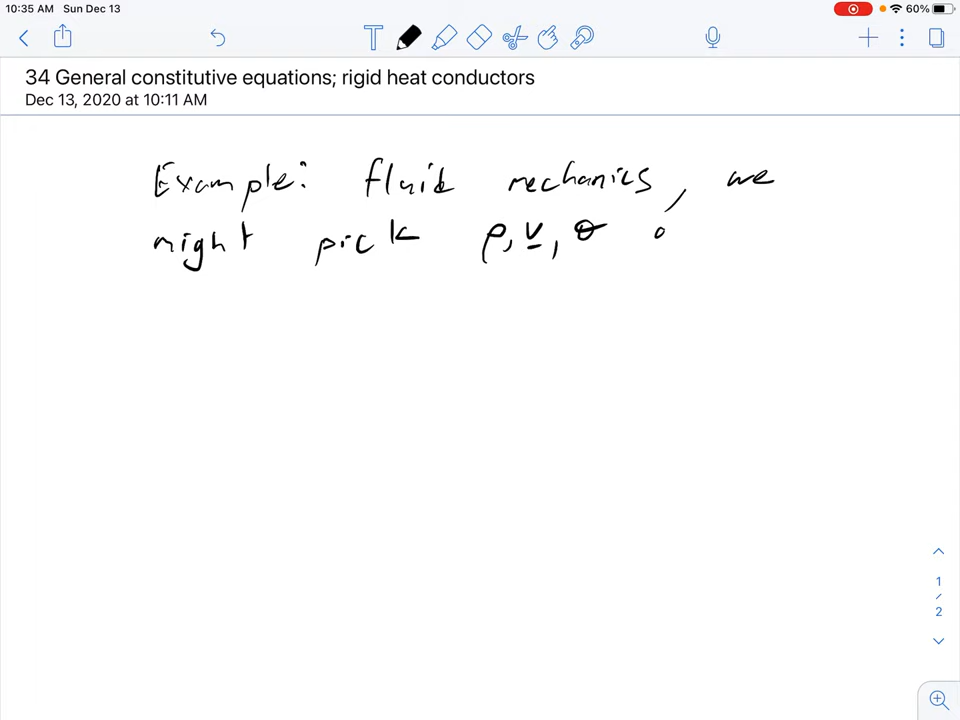 10:35 AM Sun Dec 13
60%
34 General constitutive equations; rigid heat conductors
Dec 13, 2020 at 10:11 AM
Example: fluid mechanics, we
might pick ρ, v, θ o
1
/
2